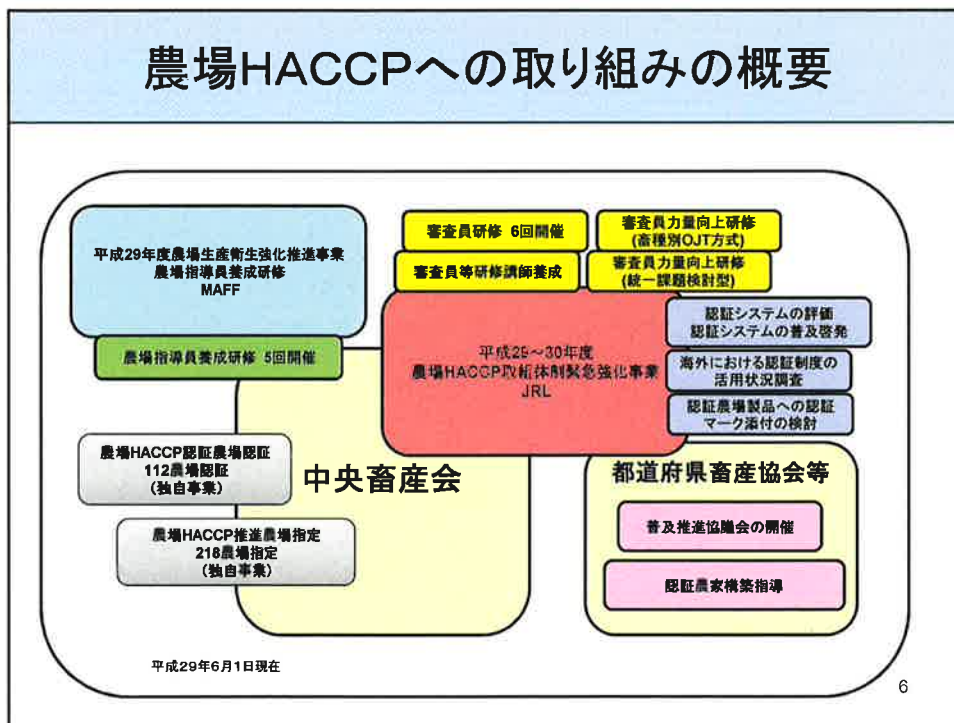 農場HACCPへの取り組みの概要
平成29年度農場生産衛生強化推進事業
農場指導員養成研修
MAFF
農場指導員養成研修 5回開催
審査員研修 6回開催
審査員等研修講師養成
審査員力量向上研修
(畜種別OJT方式)
審査員力量向上研修
(統一課題検討型)
平成29～30年度
農場HACCP取組体制緊急強化事業
JRL
認証システムの評価
認証システムの普及啓発
海外における認証制度の
活用状況調査
認証農場製品への認証
マーク添付の検討
農場HACCP認証農場認証
112農場認証
(独自事業)
農場HACCP推進農場指定
218農場指定
(独自事業)
中央畜産会
都道府県畜産協会等
普及推進協議会の開催
認証農家構築指導
平成29年6月1日現在
6